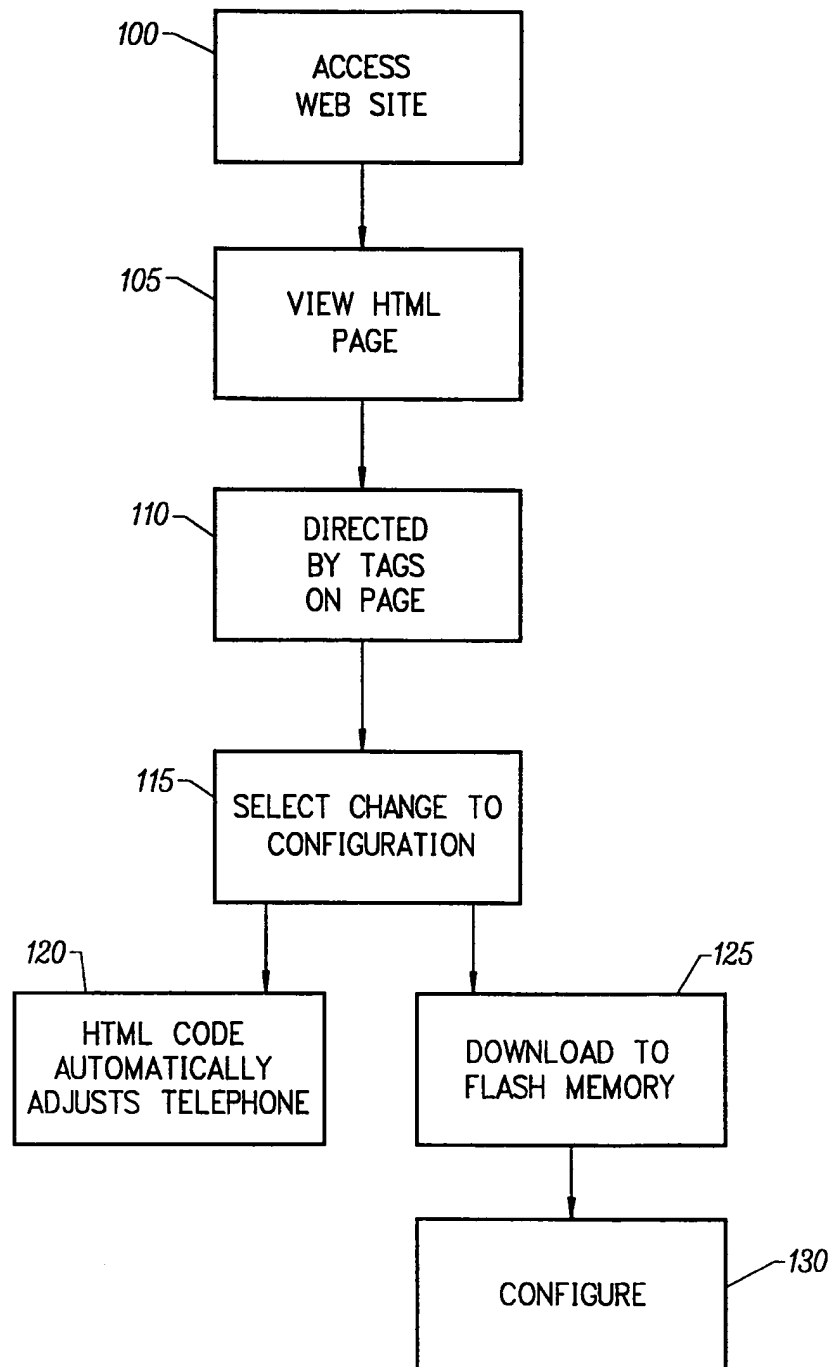 100
ACCESS
WEB SITE
105
VIEW HTML
PAGE
110
DIRECTED
BY TAGS
ON PAGE
115
SELECT CHANGE TO
CONFIGURATION
120
HTML CODE
AUTOMATICALLY
ADJUSTS TELEPHONE
125
DOWNLOAD TO
FLASH MEMORY
130
CONFIGURE